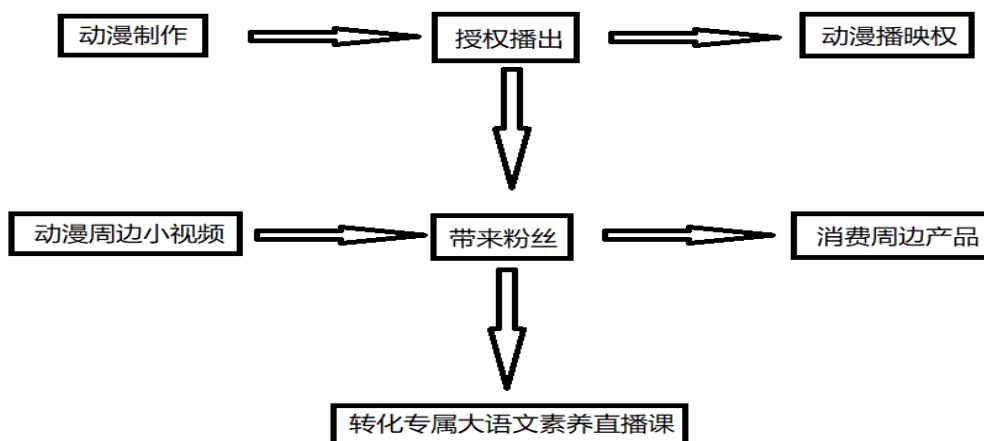 动漫制作
授权播出
动漫播映权
动漫周边小视频
带来粉丝
消费周边产品
转化专属大语文素养直播课